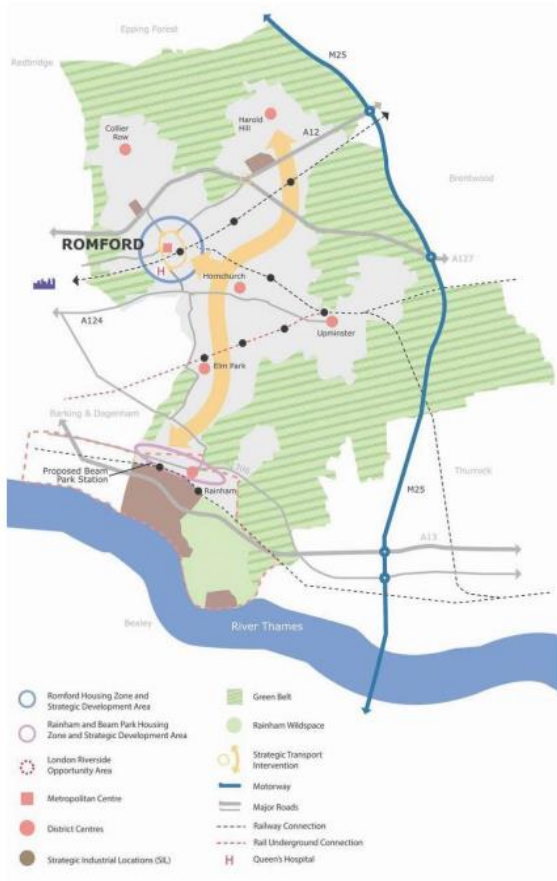 Epping Forest
M25
Redbridge
Harold
Hill
Collier
Row
A12
Brentwood
ROMFORD
H
A127
Hornchurch
A124
Upminster
Elm Park
Barking & Dagenham
Proposed Beam
Park Station
Rainham
Thurrock
M25
A13
Bexley
River Thames
Romford Housing Zone and
Strategic Development Area
Rainham and Beam Park Housing
Zone and Strategic Development Area
London Riverside
Opportunity Area
Metropolitan Centre
District Centres
Strategic Industrial Locations (SIL)
Green Belt
Rainham Wildspace
Strategic Transport
Intervention
Motorway
Major Roads
Railway Connection
Rail Underground Connection
H
Queen's Hospital